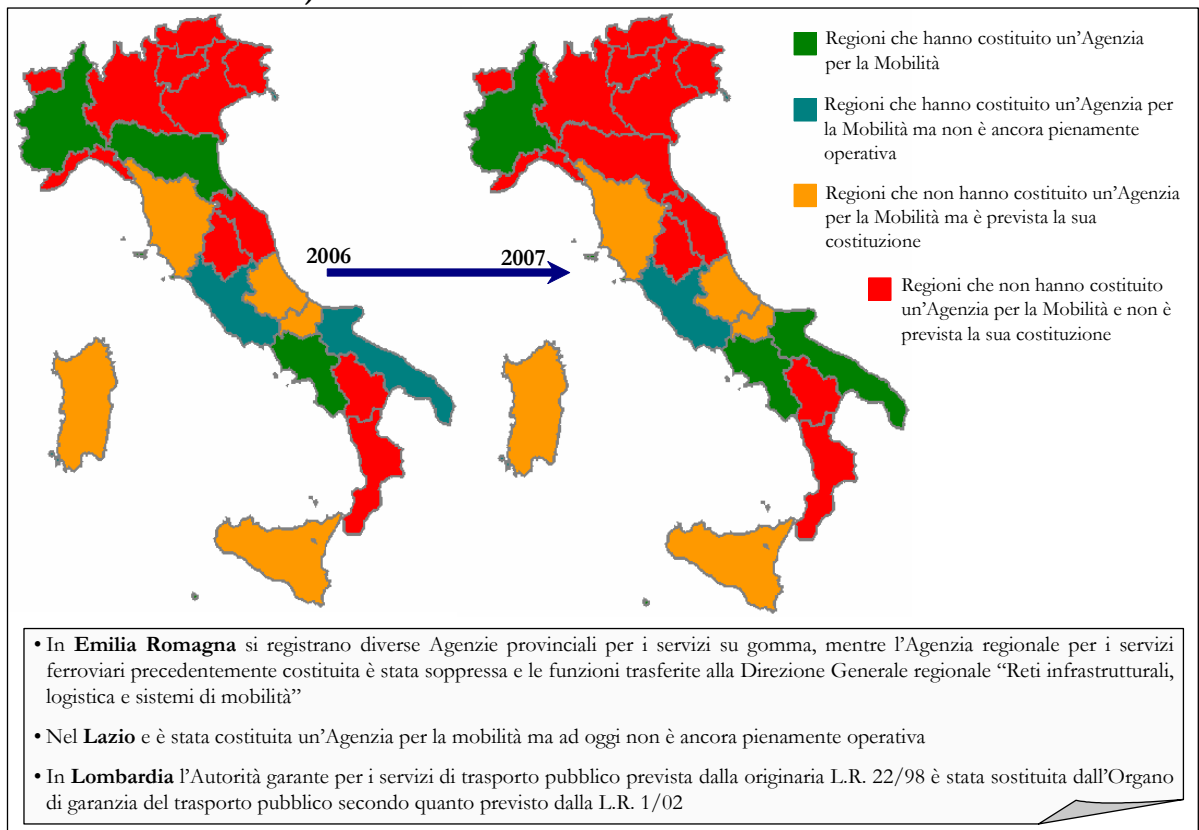 Regioni che hanno costituito un'Agenzia
per la Mobilità
Regioni che hanno costituito un'Agenzia per
la Mobilità ma non è ancora pienamente
operativa
Regioni che non hanno costituito un'Agenzia
per la Mobilità ma è prevista la sua
costituzione
Regioni che non hanno costituito
un'Agenzia per la Mobilità e non è
prevista la sua costituzione
2006
2007
• In Emilia Romagna si registrano diverse Agenzie provinciali per i servizi su gomma, mentre l'Agenzia regionale per i servizi
ferroviari precedentemente costituita è stata soppressa e le funzioni trasferite alla Direzione Generale regionale "Reti infrastrutturali,
logistica e sistemi di mobilità"
• Nel Lazio e è stata costituita un'Agenzia per la mobilità ma ad oggi non è ancora pienamente operativa
• In Lombardia l'Autorità garante per i servizi di trasporto pubblico prevista dalla originaria L.R. 22/98 è stata sostituita dall'Organo
di garanzia del trasporto pubblico secondo quanto previsto dalla L.R. 1/02